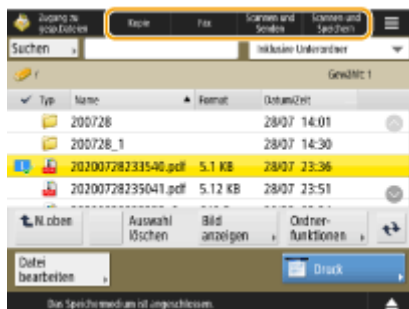 Zugang zu
gesp.Dateien
Kopie
Fax
Scannen und
Senden
Scannen und
Speichern
Suchen
Inklusive Unterordner
/
Gewählt: 1
Typ Name Format Datum/Zeit
200728 28/07 14:01
200728_1 28/07 14:30
20200728233540.pdf 5.1 KB 28/07 23:36
20200728235041.pdf 5.12 KB 28/07 23:51
N.oben
Auswahl
löschen
Bild
anzeigen
Ordner-
funktionen
Datei
bearbeiten
Druck
Das Speichermedium ist angeschlossen.